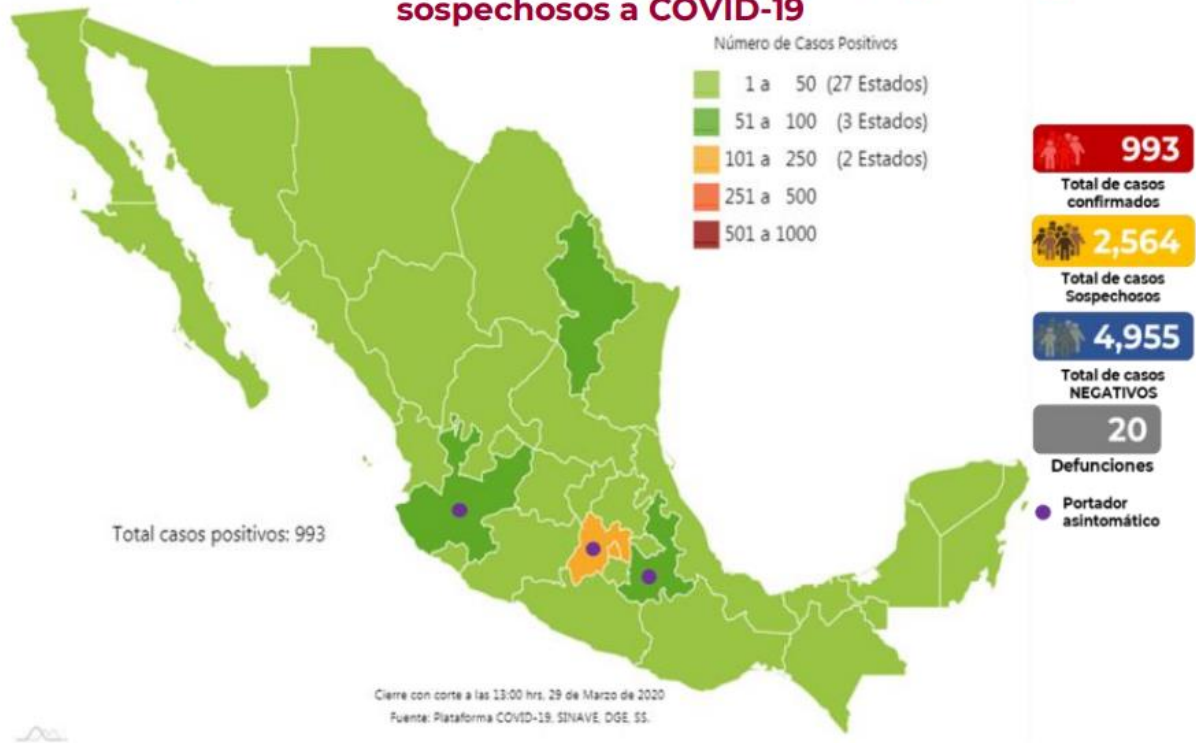 sospechosos a COVID-19
Número de Casos Positivos
1 a 50 (27 Estados)
51 a 100 (3 Estados)
101 a 250 (2 Estados)
251 a 500
501 a 1000
993
Total de casos
confirmados
2,564
Total de casos
Sospechosos
4,955
Total de casos
NEGATIVOS
20
Defunciones
Portador
asintomático
Total casos positivos: 993
Cierre con corte a las 13:00 hrs, 29 de Marzo de 2020
Fuente: Plataforma COVID-19, SINAVE, DGE, SS.